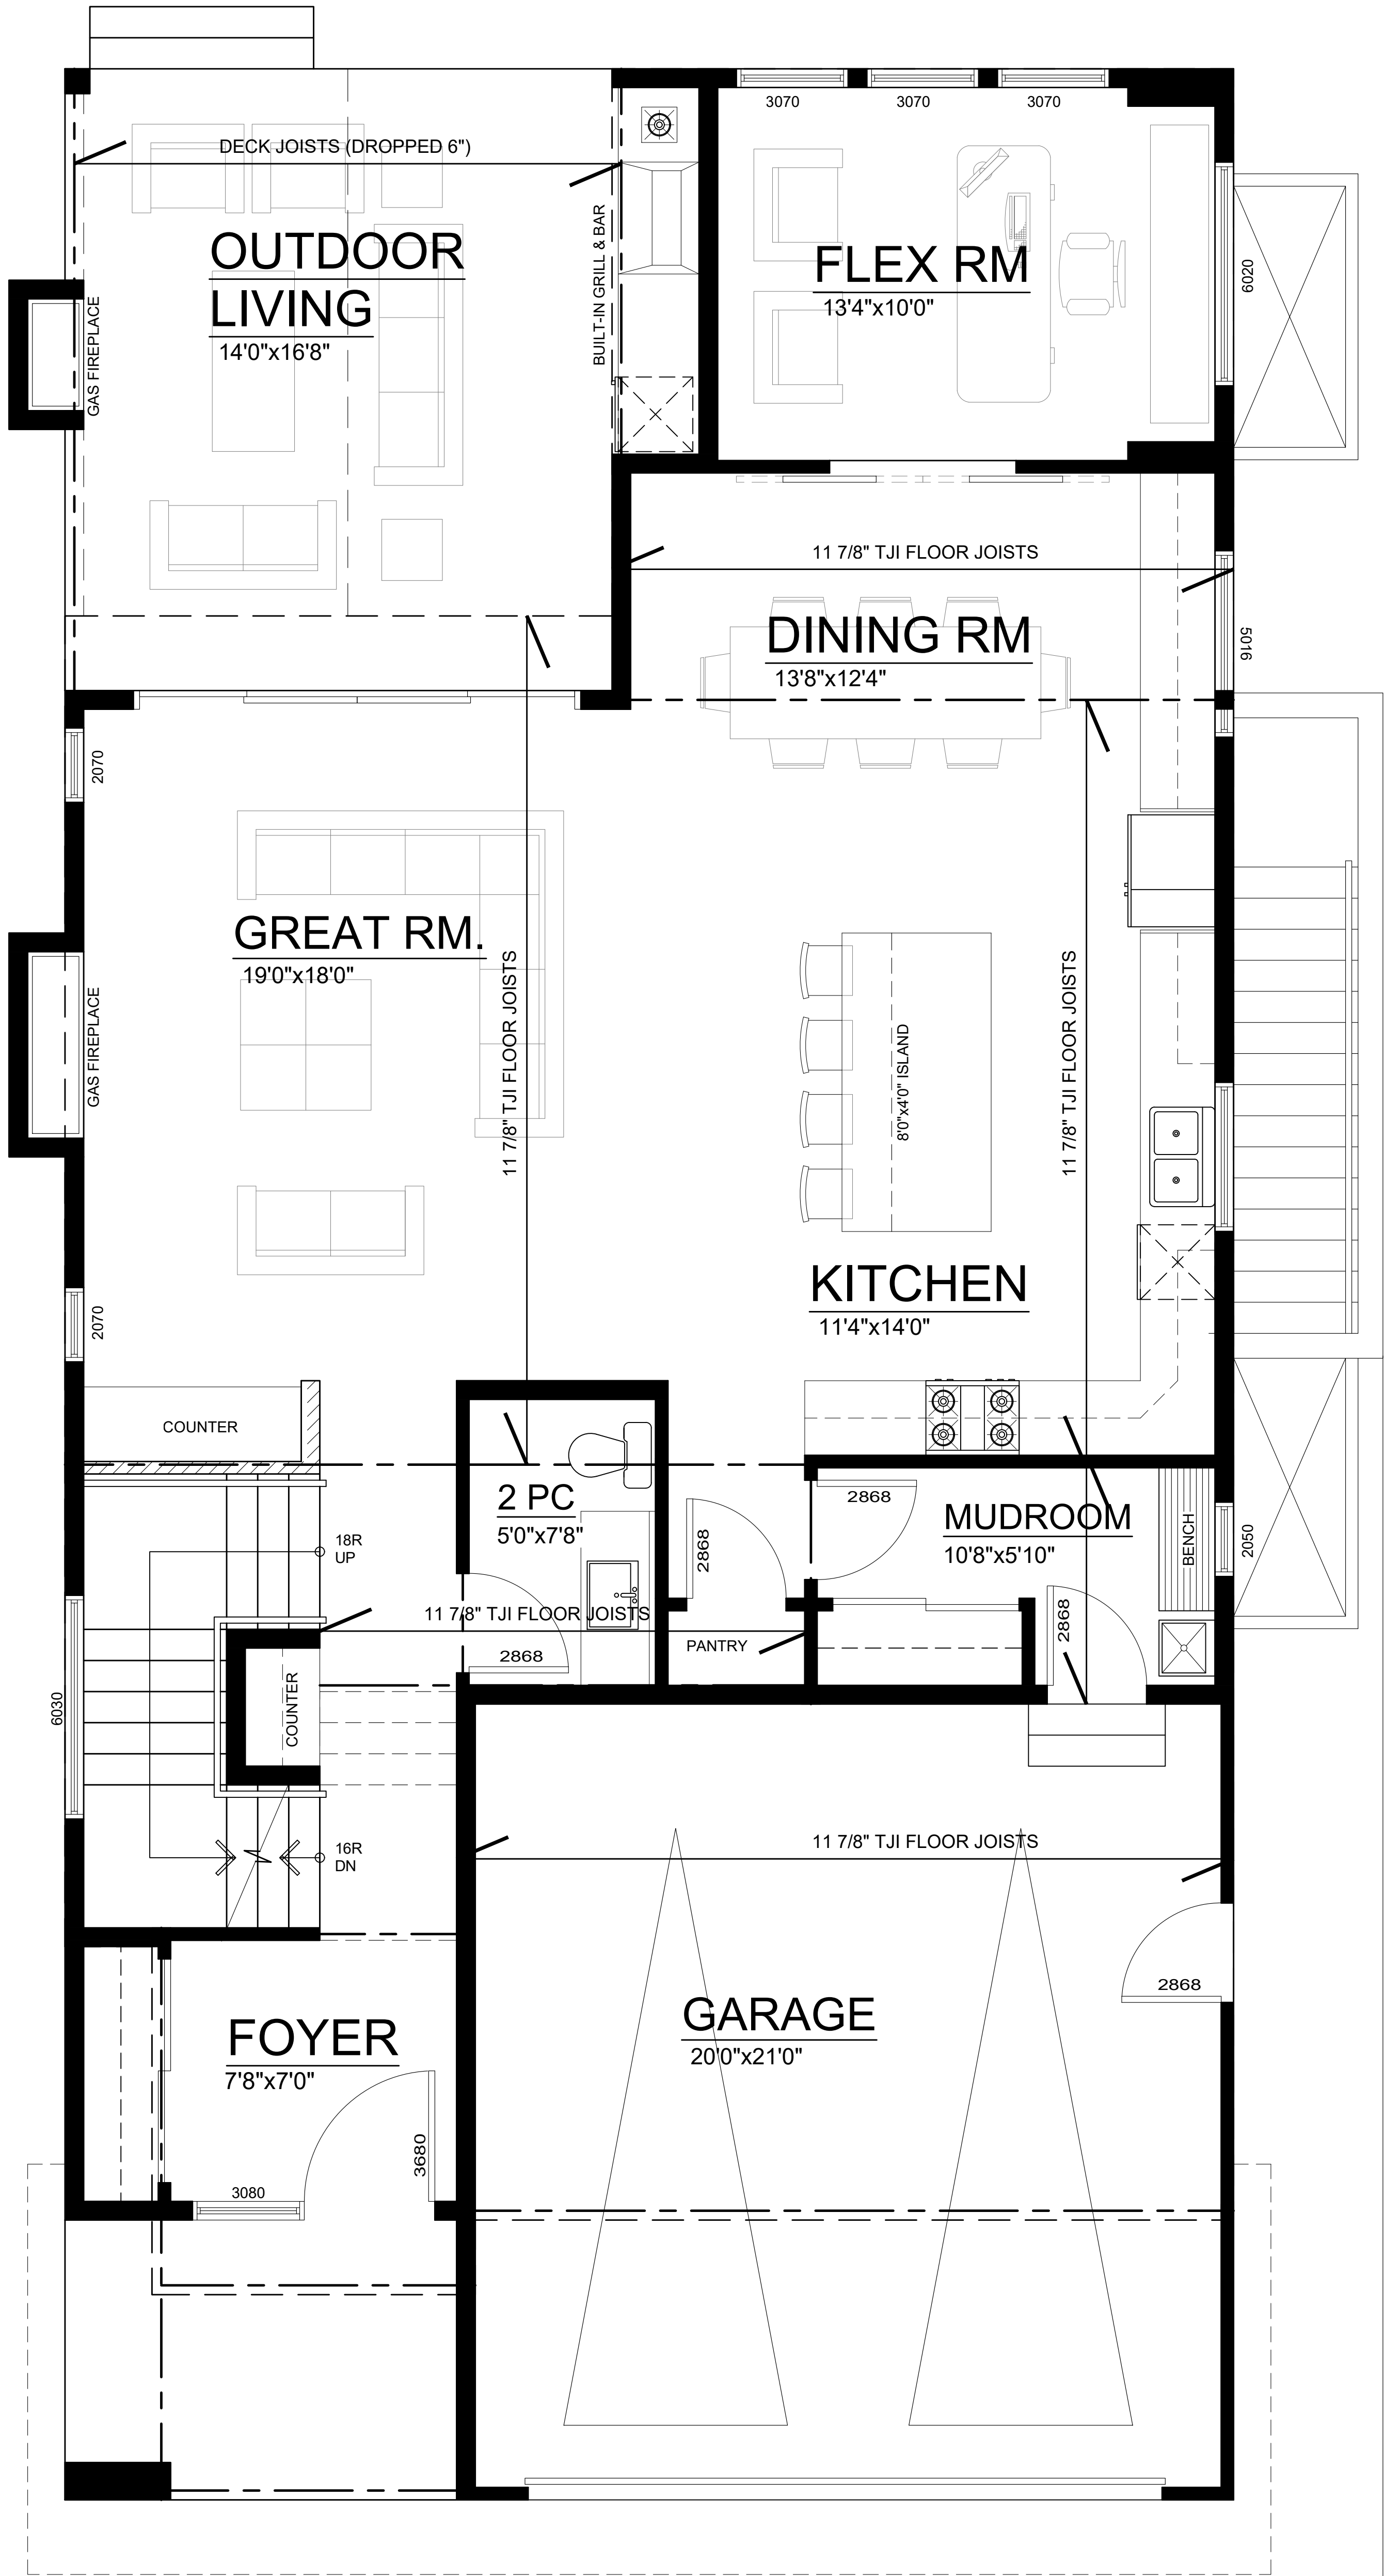 3070
3070
3070
DECK JOISTS (DROPPED 6")
OUTDOOR
LIVING
14'0"x16'8"
GAS FIREPLACE
BUILT-IN GRILL & BAR
FLEX RM
13'4"x10'0"
6020
11 7/8" TJI FLOOR JOISTS
DINING RM
13'8"x12'4"
5016
2070
GREAT RM.
19'0"x18'0"
GAS FIREPLACE
11 7/8" TJI FLOOR JOISTS
8'0"x4'0" ISLAND
11 7/8" TJI FLOOR JOISTS
KITCHEN
11'4"x14'0"
2070
COUNTER
2 PC
5'0"x7'8"
2868
2868
MUDROOM
10'8"x5'10"
BENCH
2050
18R
UP
11 7/8" TJI FLOOR JOISTS
2868
PANTRY
2868
6030
COUNTER
16R
DN
11 7/8" TJI FLOOR JOISTS
2868
GARAGE
20'0"x21'0"
FOYER
7'8"x7'0"
3680
3080